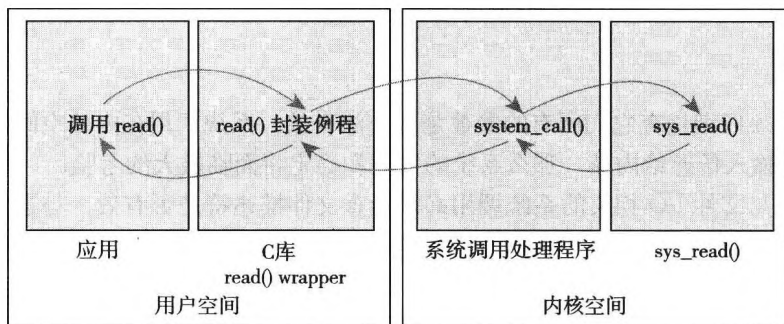 调用 read()
read() 封装例程
system_call()
sys_read()
应用
C库
read() wrapper
系统调用处理程序
sys_read()
用户空间
内核空间